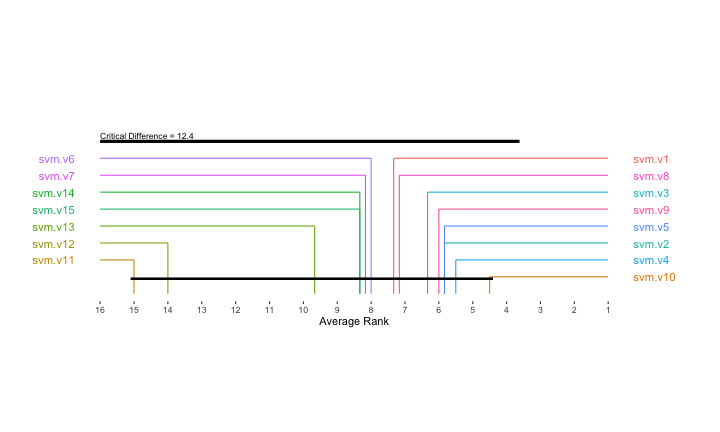 Critical Difference = 12.4
svm.v6 svm.v1
svm.v7 svm.v8
svm.v14 svm.v3
svm.v15 svm.v9
svm.v13 svm.v5
svm.v12 svm.v2
svm.v11 svm.v4
svm.v10
16 15 14 13 12 11 10 9 8 7 6 5 4 3 2 1
Average Rank